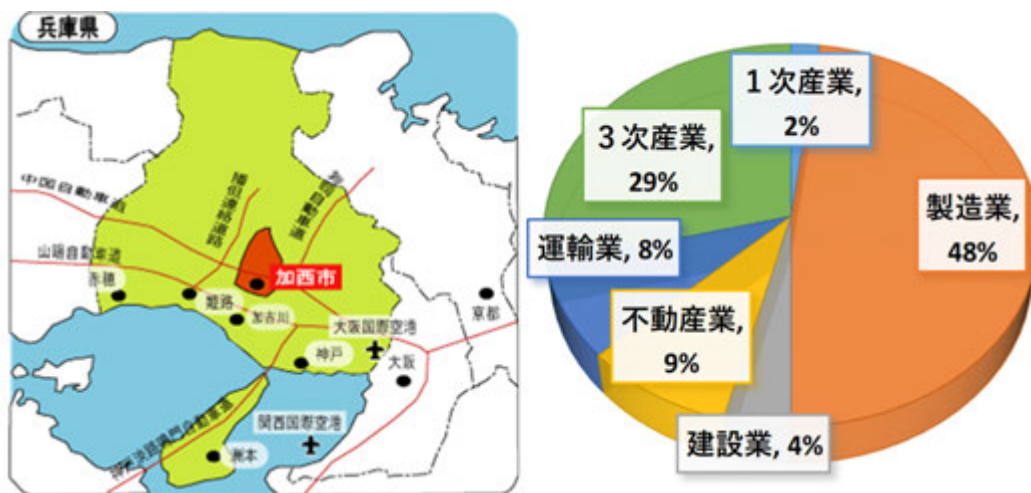 兵庫県
中国自動車道
播但連絡道路
舞鶴自動車道
山陽自動車道
加西市
赤穂
姫路
加古川
大阪国際空港
京都
神戸
大阪
関西国際空港
神戸淡路鳴門自動車道
洲本
1次産業,
2%
3次産業,
29%
製造業,
48%
運輸業, 8%
不動産業,
9%
建設業, 4%